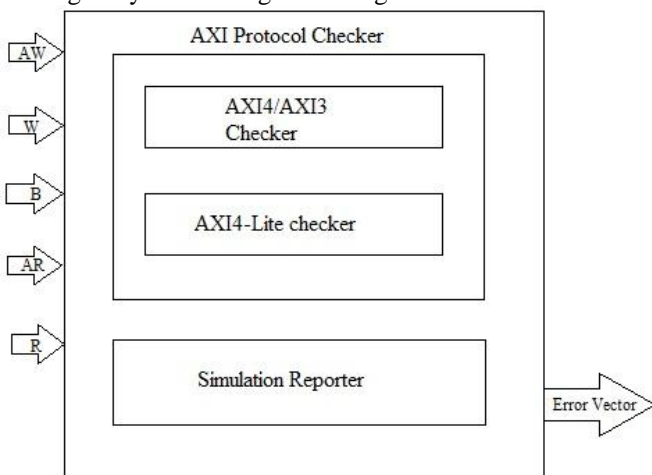 AXI Protocol Checker
AW
AXI4/AXI3
Checker
W
B
AXI4-Lite checker
AR
R
Simulation Reporter
Error Vector